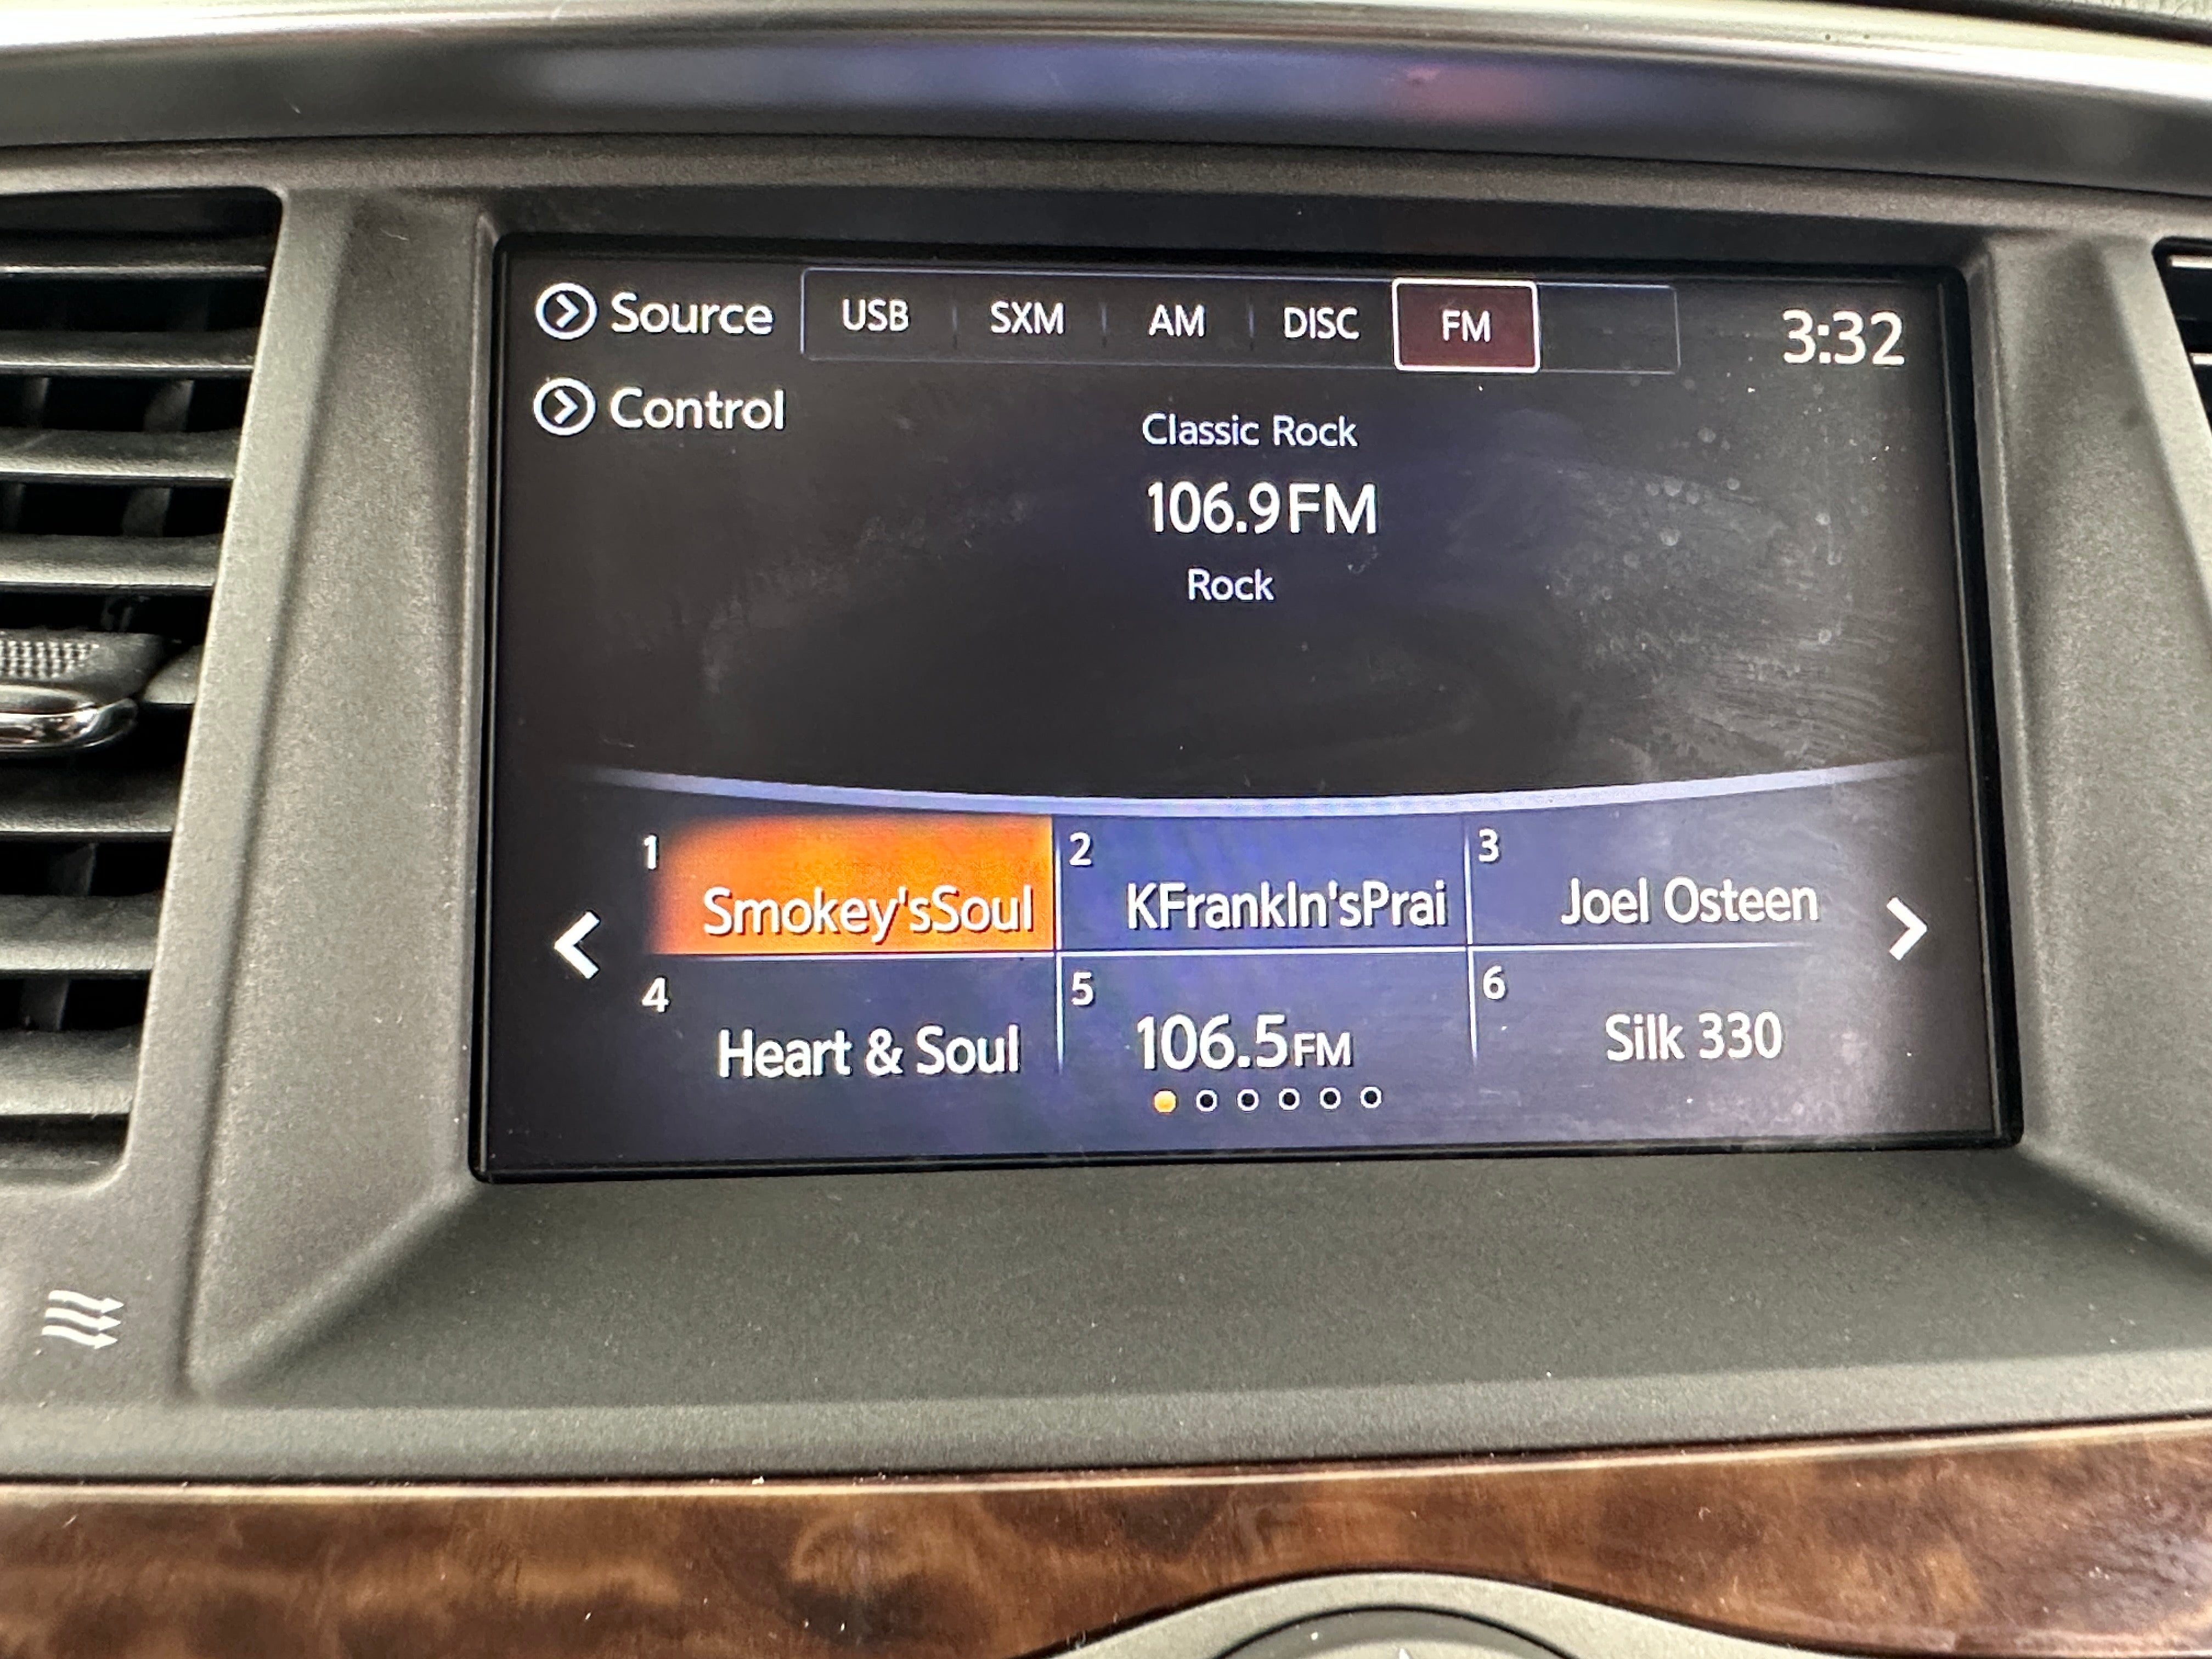 Source USB SXM AM DISC FM 3:32
Control
Classic Rock
106.9FM
Rock
1 2 3
Smokey'sSoul KFrankln'sPrai Joel Osteen
4 5 6
Heart & Soul 106.5FM Silk 330